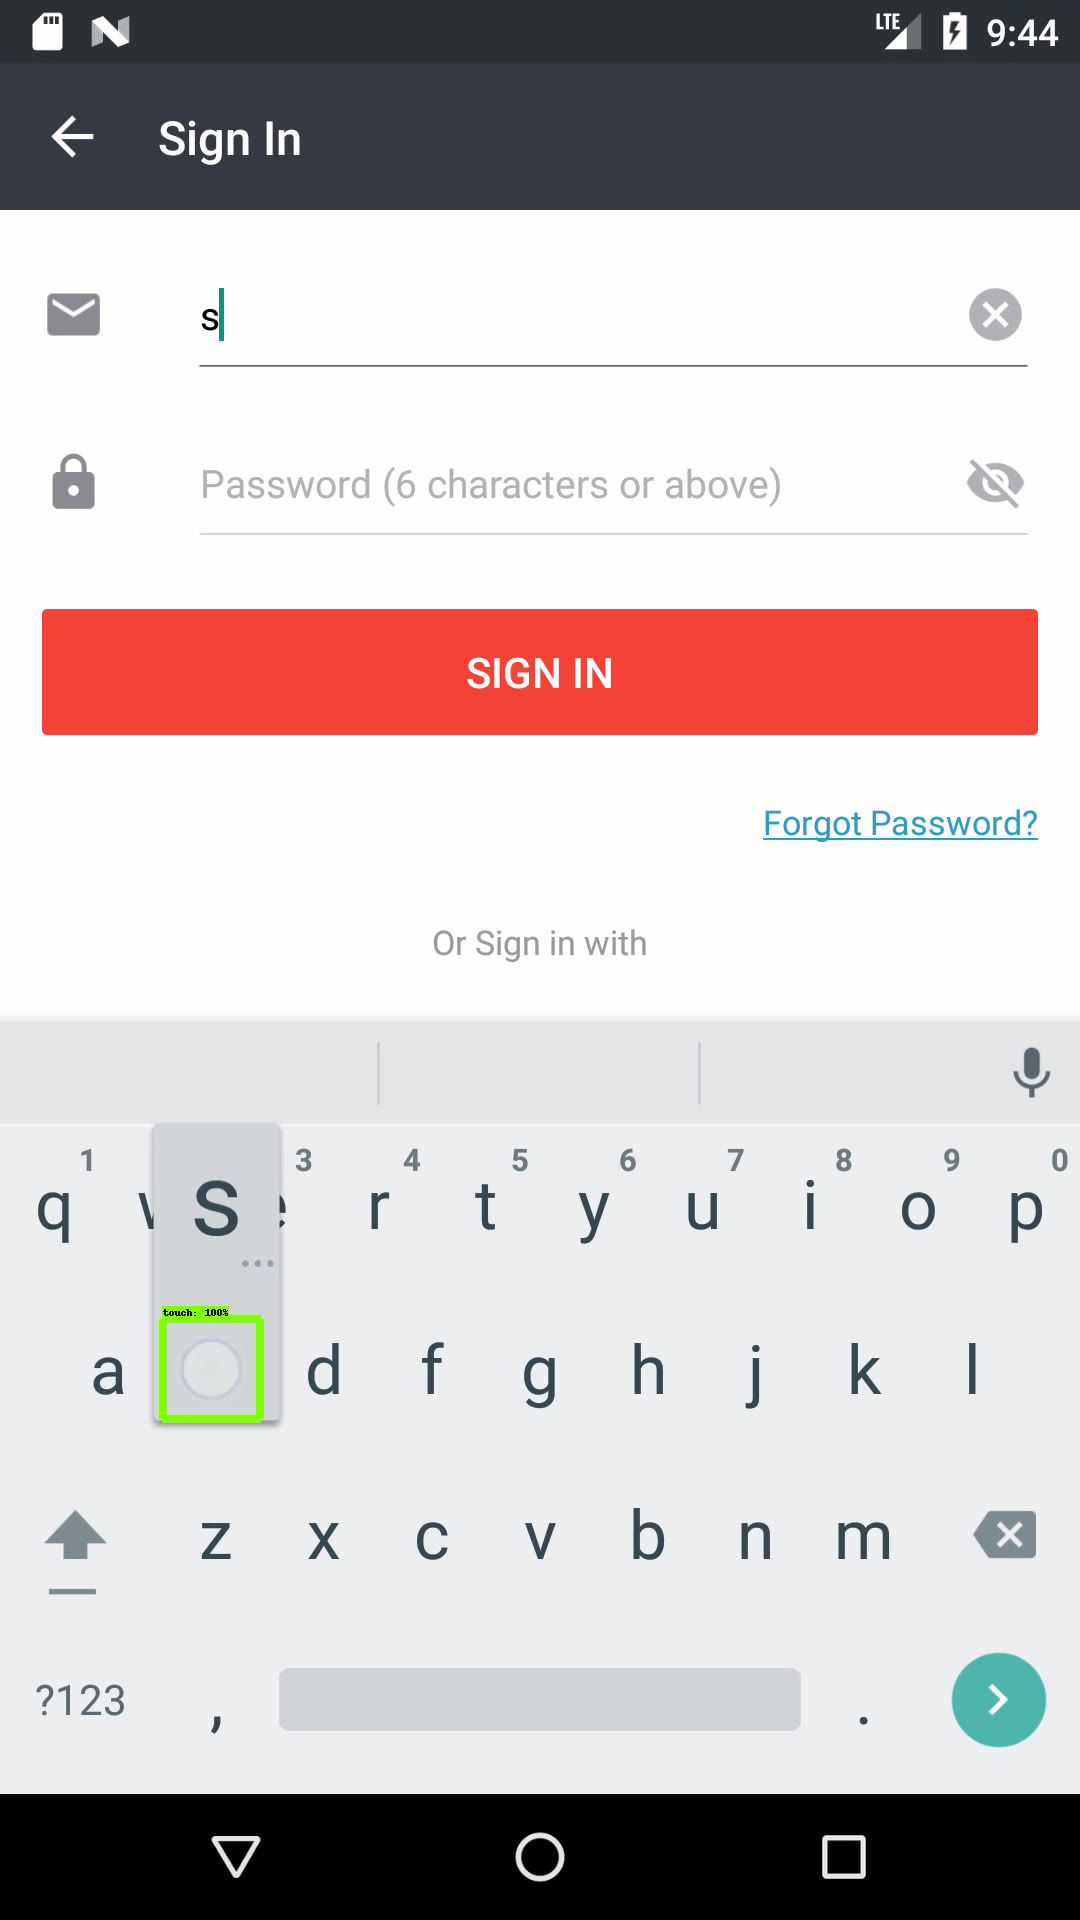 LTE 9:44
Sign In
s
Password (6 characters or above)
SIGN IN
Forgot Password?
Or Sign in with
1 3 4 5 6 7 8 9 0
q s r t y u i o p
touch: 100%
a d f g h j k l
z x c v b n m
?123 , .